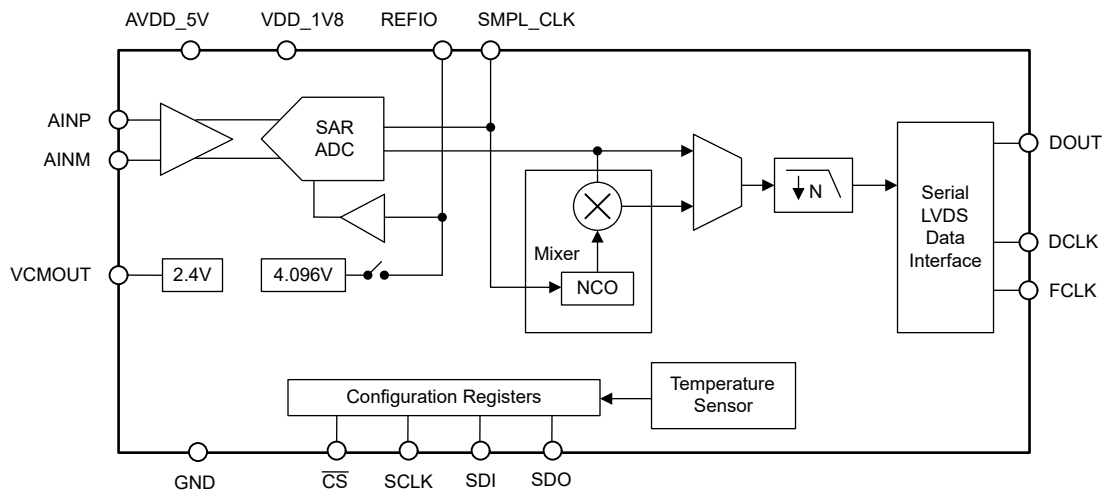 AVDD_5V
VDD_1V8
REFIO
SMPL_CLK
AINP
AINM
SAR
ADC
DOUT
N
Serial
LVDS
Data
Interface
Mixer
VCMOUT
2.4V
4.096V
NCO
DCLK
FCLK
Configuration Registers
Temperature
Sensor
GND
CS
SCLK
SDI
SDO